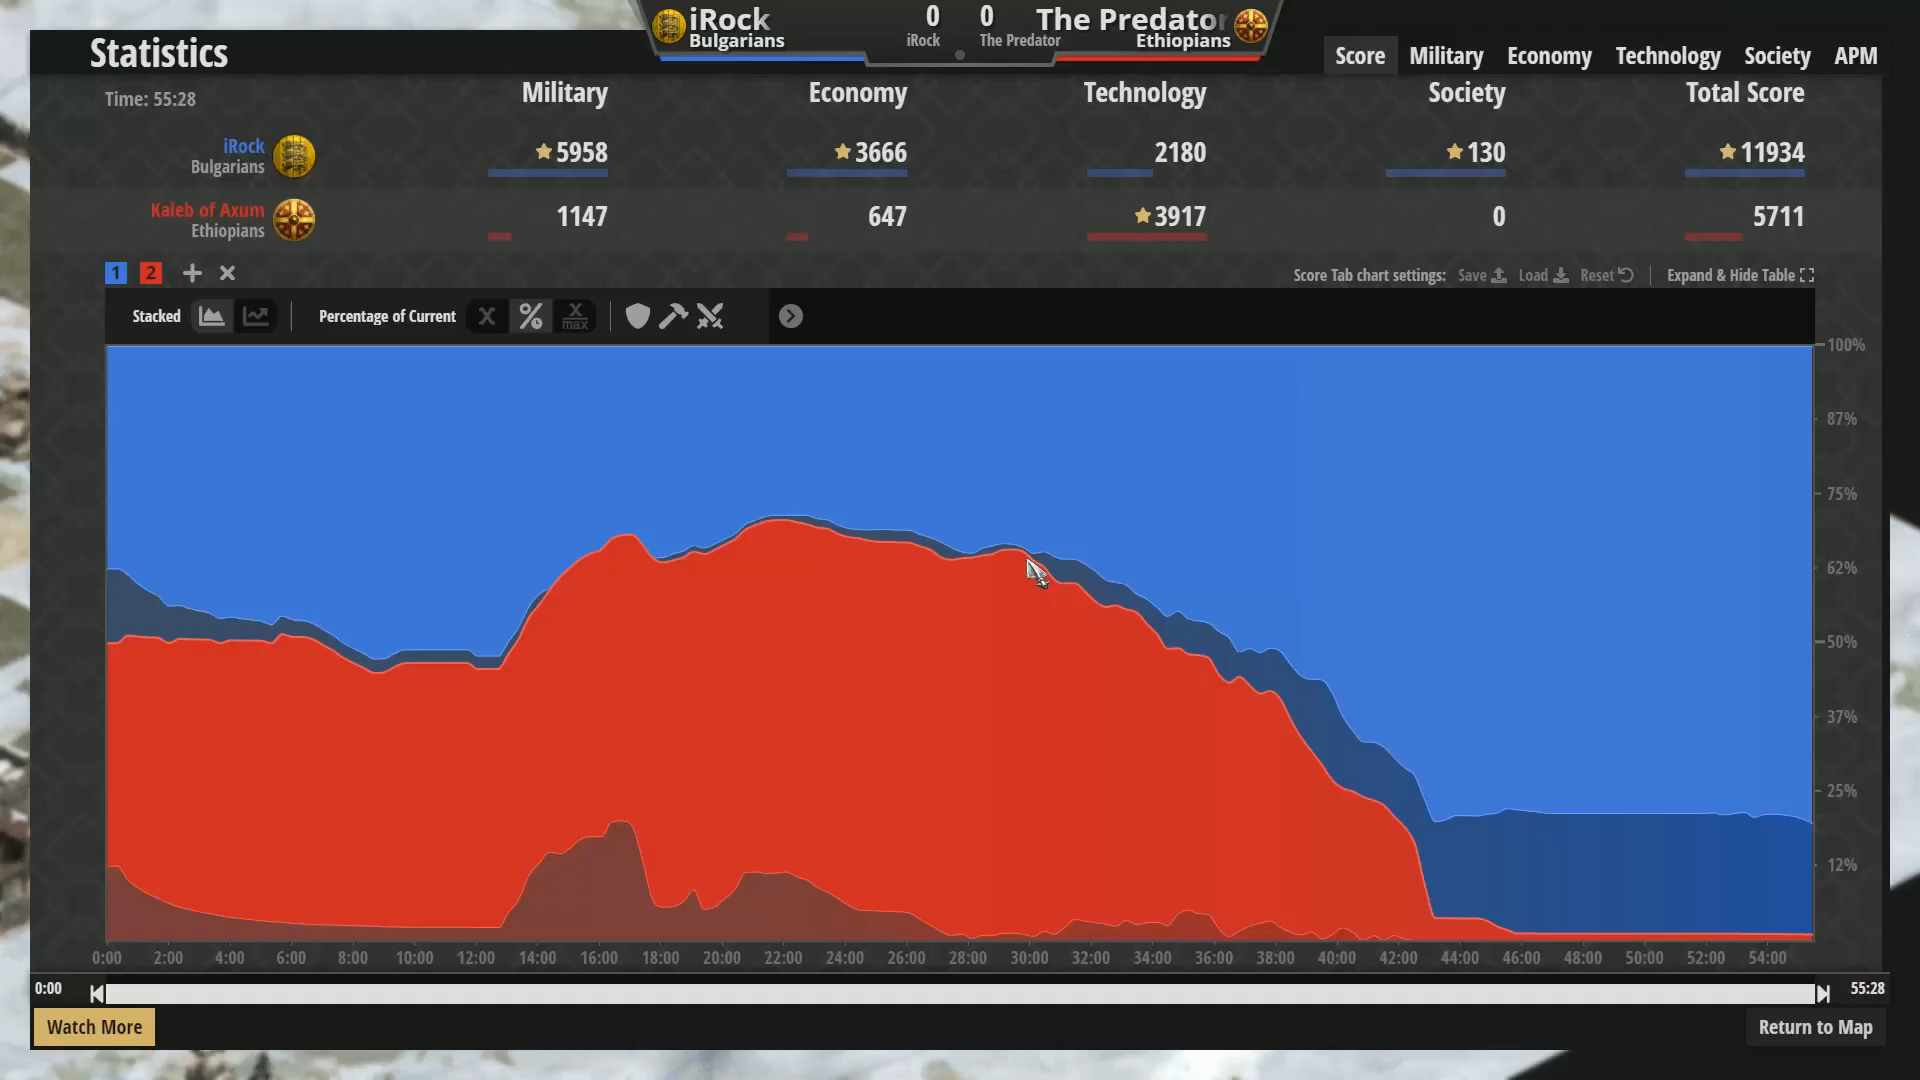 iRock
Bulgarians
0
iRock
0
The Predator
The Predator
Ethiopians
Statistics
Score
Military
Economy
Technology
Society
APM
Time: 55:28
Military
Economy
Technology
Society
Total Score
iRock
Bulgarians
5958
3666
2180
130
11934
Kaleb of Axum
Ethiopians
1147
647
3917
0
5711
1
2
Score Tab chart settings:
Save
Load
Reset
Expand & Hide Table
Stacked
Percentage of Current
X
%
X
max
100%
87%
75%
62%
50%
37%
25%
12%
0:00
2:00
4:00
6:00
8:00
10:00
12:00
14:00
16:00
18:00
20:00
22:00
24:00
26:00
28:00
30:00
32:00
34:00
36:00
38:00
40:00
42:00
44:00
46:00
48:00
50:00
52:00
54:00
0:00
55:28
Watch More
Return to Map